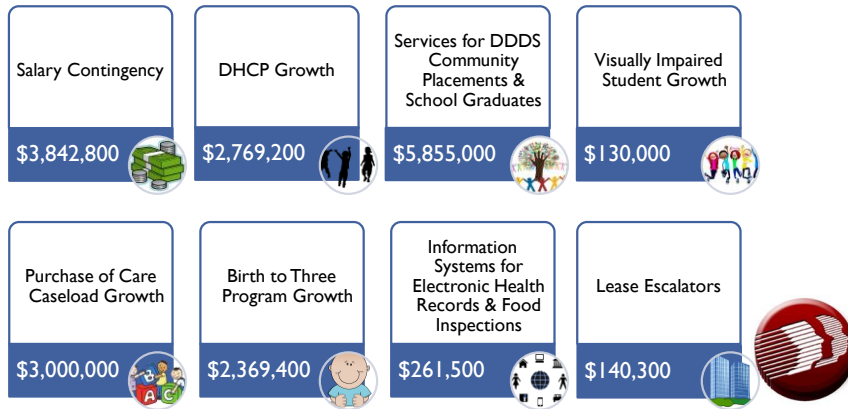 Salary Contingency
$3,842,800
DHCP Growth
$2,769,200
Services for DDDS
Community
Placements &
School Graduates
$5,855,000
Visually Impaired
Student Growth
$130,000
Purchase of Care
Caseload Growth
$3,000,000
Birth to Three
Program Growth
$2,369,400
Information
Systems for
Electronic Health
Records & Food
Inspections
$261,500
Lease Escalators
$140,300